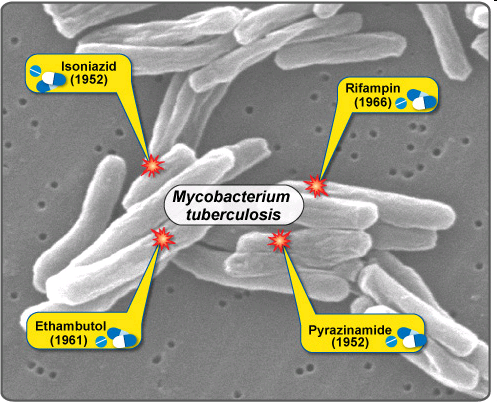 Isoniazid
(1952)
Rifampin
(1966)
Mycobacterium
tuberculosis
Ethambutol
(1961)
Pyrazinamide
(1952)